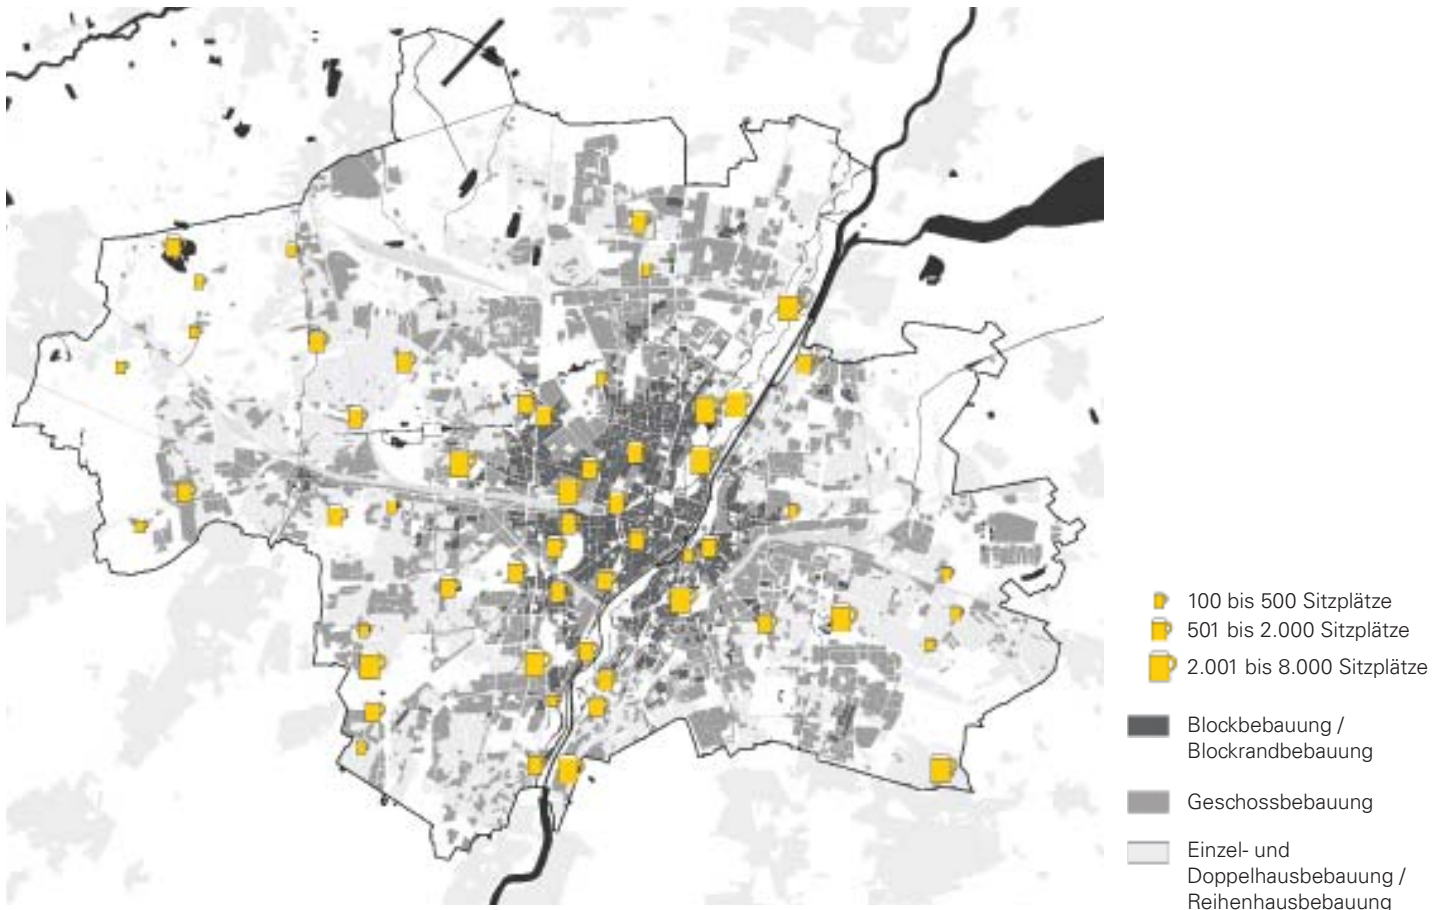 100 bis 500 Sitzplätze
501 bis 2.000 Sitzplätze
2.001 bis 8.000 Sitzplätze
Blockbebauung /
Blockrandbebauung
Geschossbebauung
Einzel- und
Doppelhausbebauung /
Reihenhausbebauung